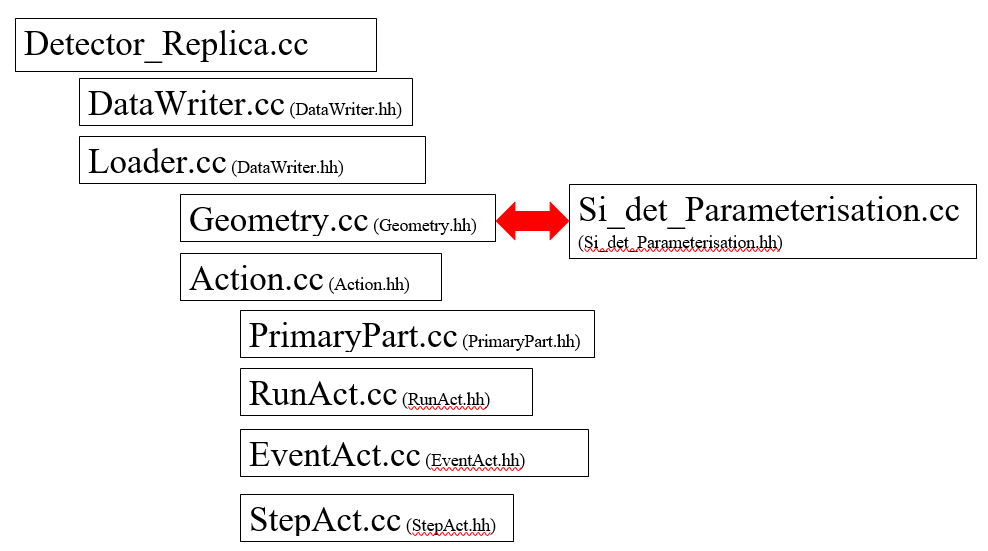 Detector_Replica.cc
DataWriter.cc (DataWriter.hh)
Loader.cc (DataWriter.hh)
Geometry.cc (Geometry.hh)
Si_det_Parameterisation.cc
(Si_det_Parameterisation.hh)
Action.cc (Action.hh)
PrimaryPart.cc (PrimaryPart.hh)
RunAct.cc (RunAct.hh)
EventAct.cc (EventAct.hh)
StepAct.cc (StepAct.hh)